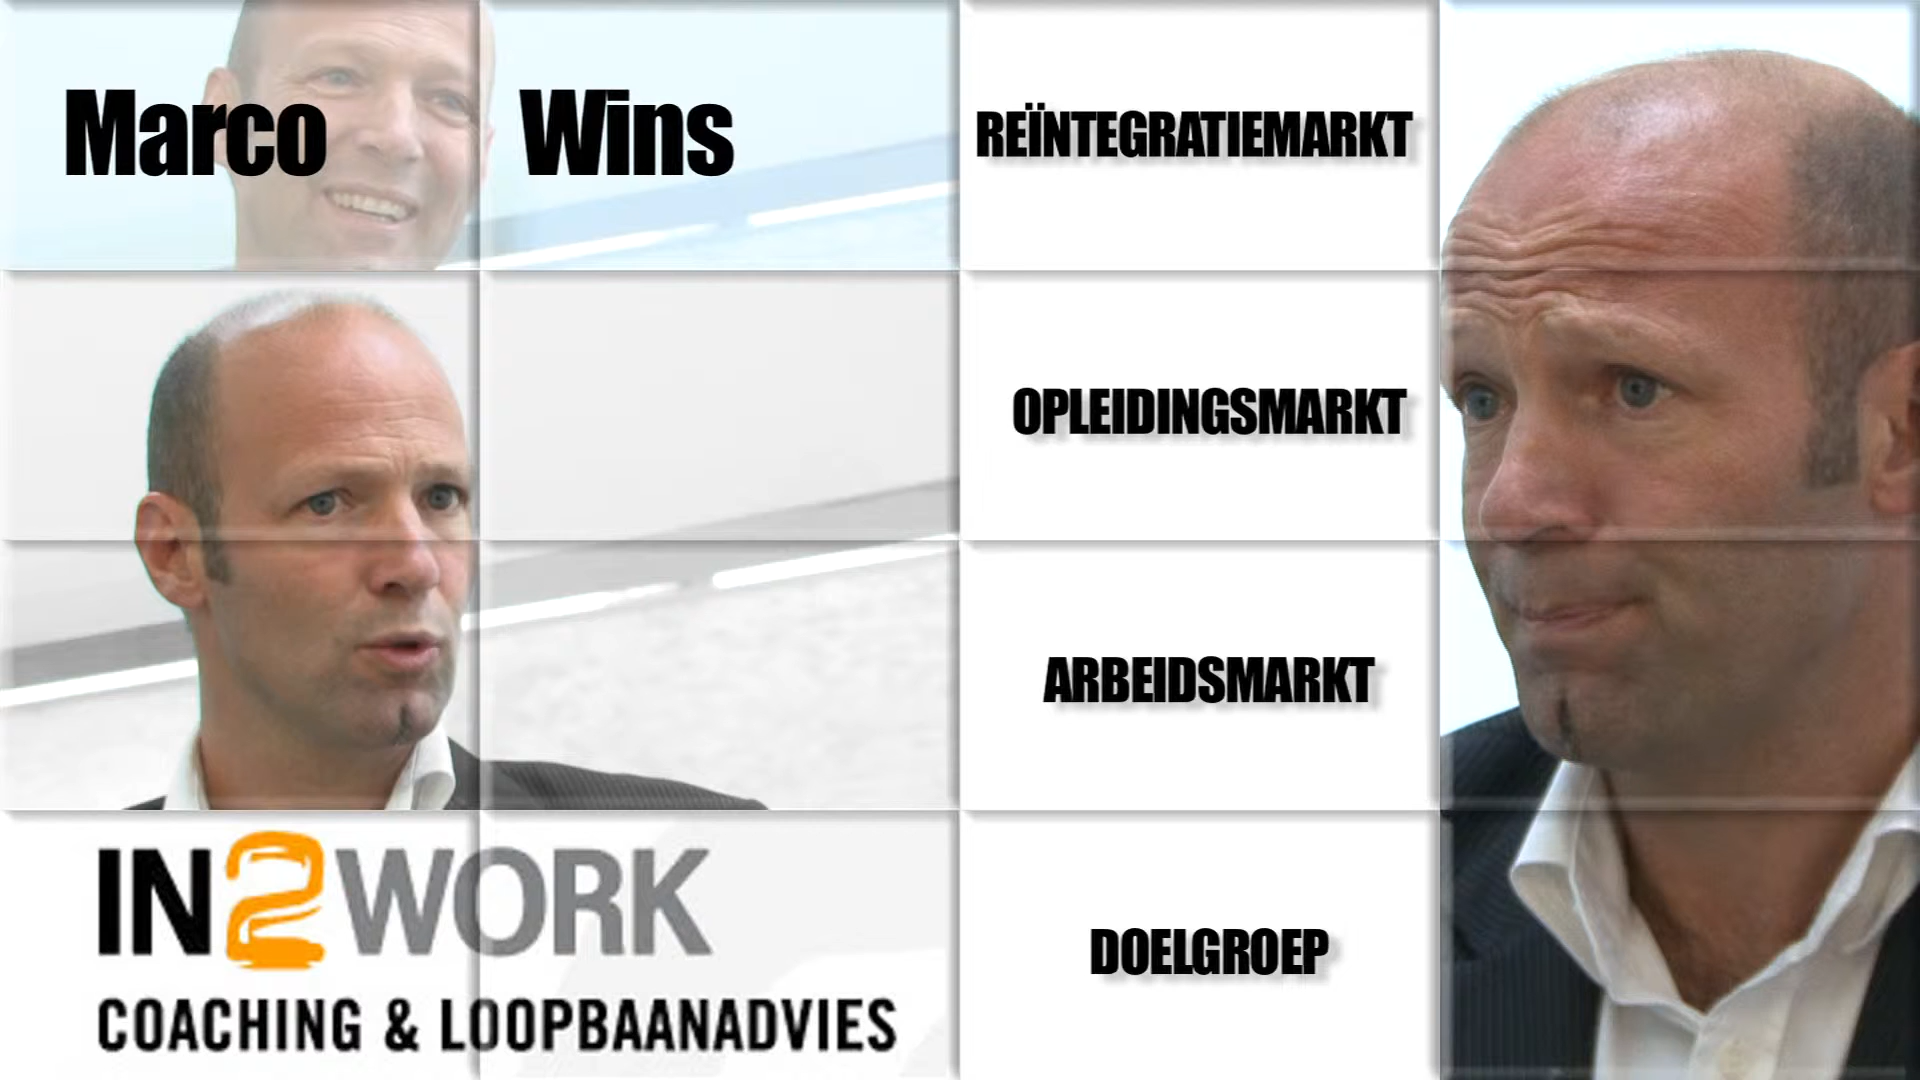 Marco Wins
REÏNTEGRATIEMARKT
OPLEIDINGSMARKT
ARBEIDSMARKT
IN2WORK
COACHING & LOOPBAANADVIES
DOELGROEP